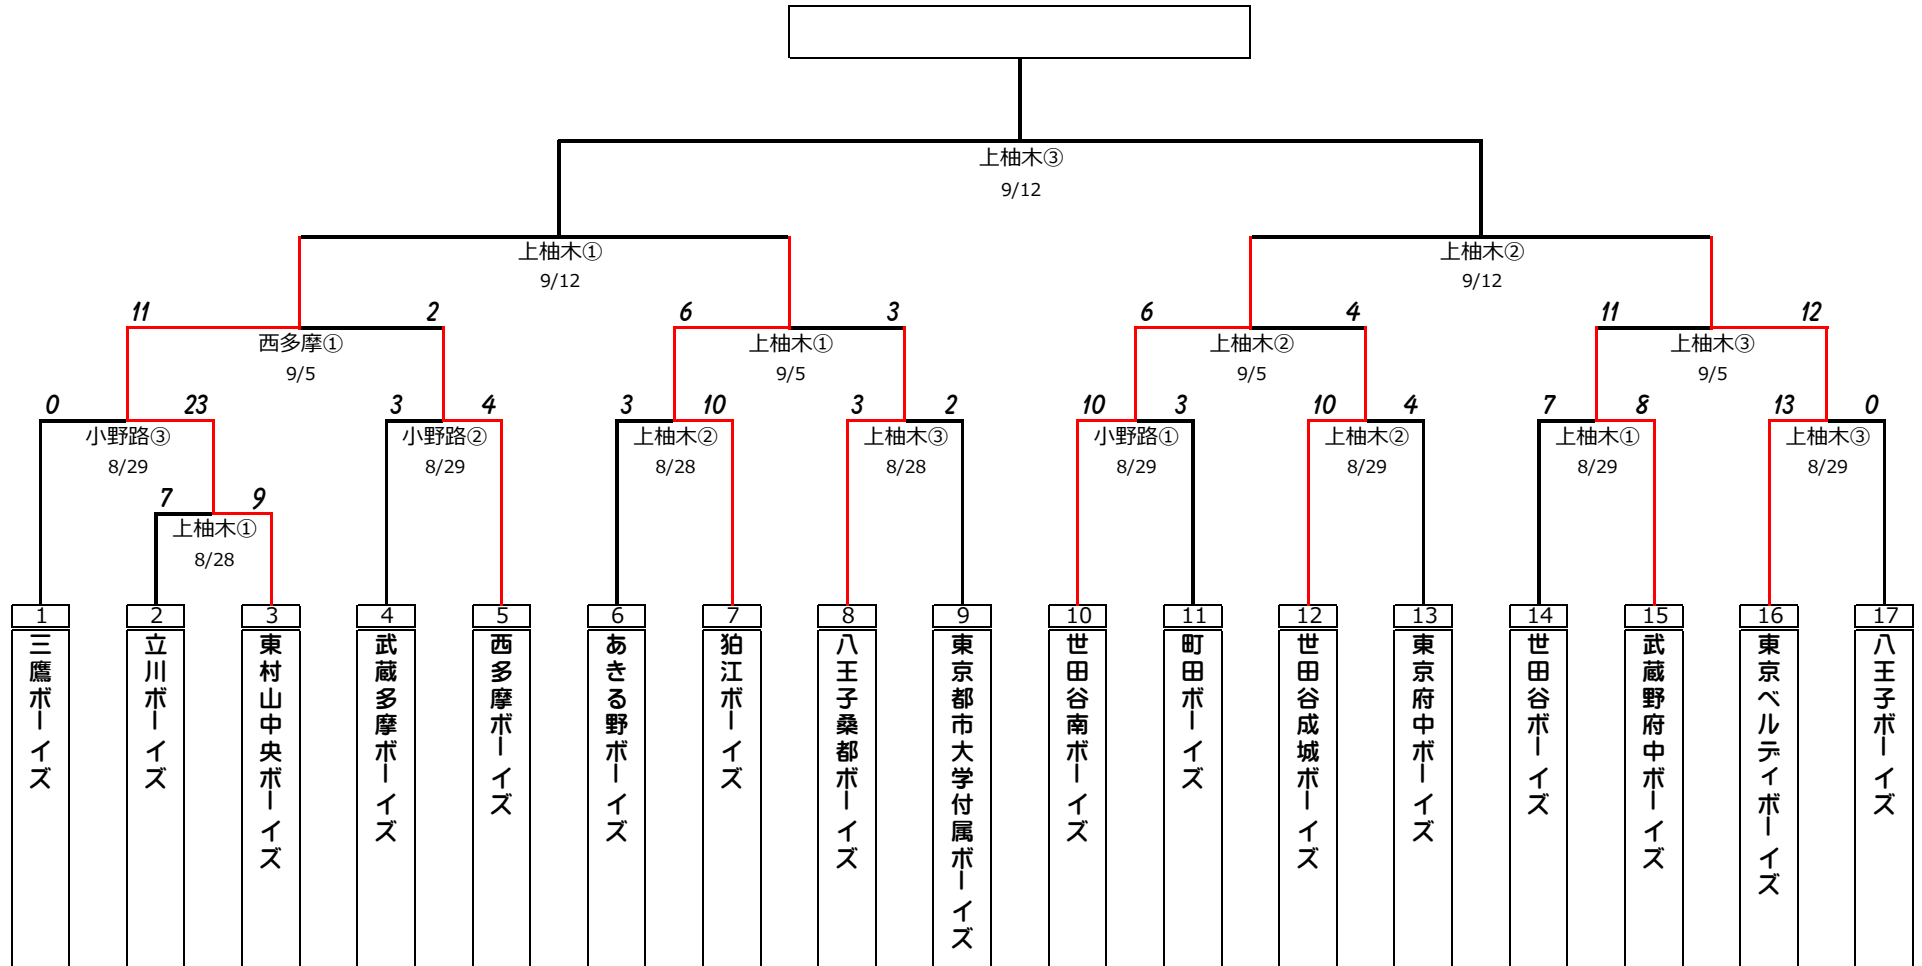 上柚木③
9/12
上柚木①
9/12
上柚木②
9/12
11 2 6 3 6 4 11 12
西多摩① 上柚木① 上柚木② 上柚木③
9/5 9/5 9/5 9/5
0 23 3 4 3 10 3 2 10 3 10 4 7 8 13 0
小野路③ 小野路② 上柚木② 上柚木③ 小野路① 上柚木② 上柚木① 上柚木③
8/29 8/29 8/28 8/28 8/29 8/29 8/29 8/29
7 9
上柚木①
8/28
1 2 3 4 5 6 7 8 9 10 11 12 13 14 15 16 17
三鷹ボーイズ
立川ボーイズ
東村山中央ボーイズ
武蔵多摩ボーイズ
西多摩ボーイズ
あきる野ボーイズ
狛江ボーイズ
八王子桑都ボーイズ
東京都市大学付属ボーイズ
世田谷南ボーイズ
町田ボーイズ
世田谷成城ボーイズ
東京府中ボーイズ
世田谷ボーイズ
武蔵野府中ボーイズ
東京ベルディボーイズ
八王子ボーイズ